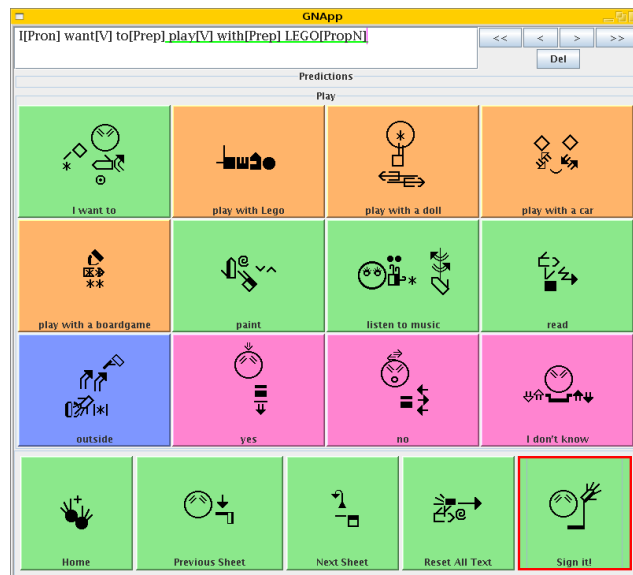 GNApp
I[Pron] want[V] to[Prep] play[V] with[Prep] LEGO[PropN]
<< < > >>
Del
Predictions
Play
I want to play with Lego play with a doll play with a car
play with a boardgame paint listen to music read
outside yes no I don't know
Home Previous Sheet Next Sheet Reset All Text Sign it!